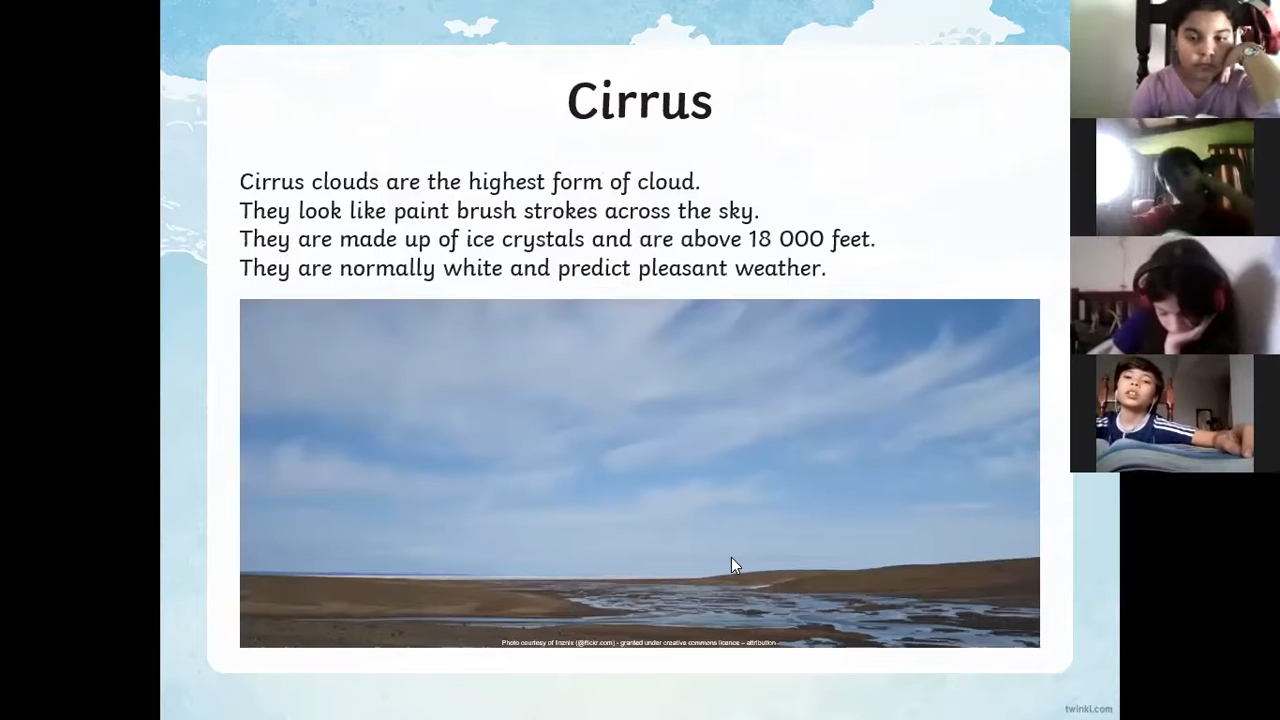 Cirrus
Cirrus clouds are the highest form of cloud.
They look like paint brush strokes across the sky.
They are made up of ice crystals and are above 18 000 feet.
They are normally white and predict pleasant weather.
Photo courtesy of Inznix (@flickr.com) - granted under creative commons licence – attribution
twinkl.com